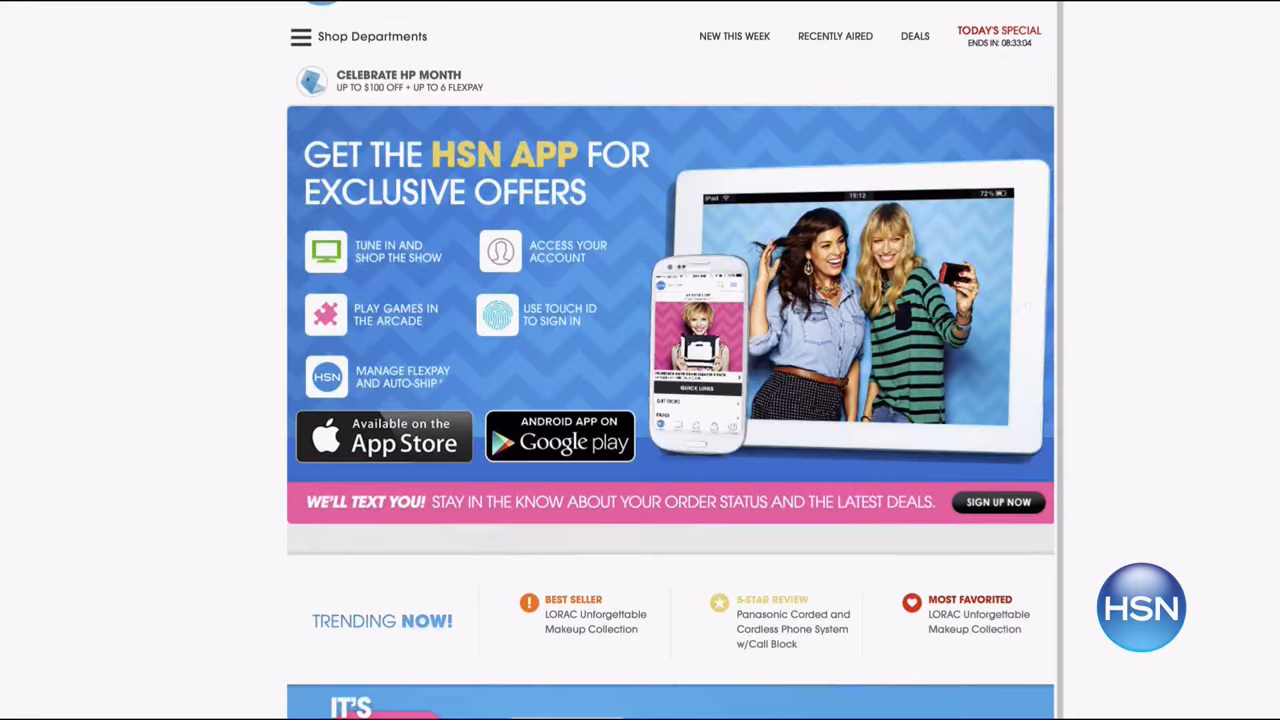 Shop Departments
NEW THIS WEEK
RECENTLY AIRED
DEALS
TODAY'S SPECIAL
ENDS IN: 08:33:04
CELEBRATE HP MONTH
UP TO $100 OFF + UP TO 6 FLEXPAY
GET THE HSN APP FOR
EXCLUSIVE OFFERS
TUNE IN AND
SHOP THE SHOW
ACCESS YOUR
ACCOUNT
PLAY GAMES IN
THE ARCADE
USE TOUCH ID
TO SIGN IN
HSN
MANAGE FLEXPAY
AND AUTO-SHIP
Available on the
App Store
ANDROID APP ON
Google play
iPad
19:12
72%
QUICK LINKS
WE'LL TEXT YOU! STAY IN THE KNOW ABOUT YOUR ORDER STATUS AND THE LATEST DEALS.
SIGN UP NOW
TRENDING NOW!
BEST SELLER
LORAC Unforgettable
Makeup Collection
5-STAR REVIEW
Panasonic Corded and
Cordless Phone System
w/Call Block
MOST FAVORITED
LORAC Unforgettable
Makeup Collection
HSN
IT'S